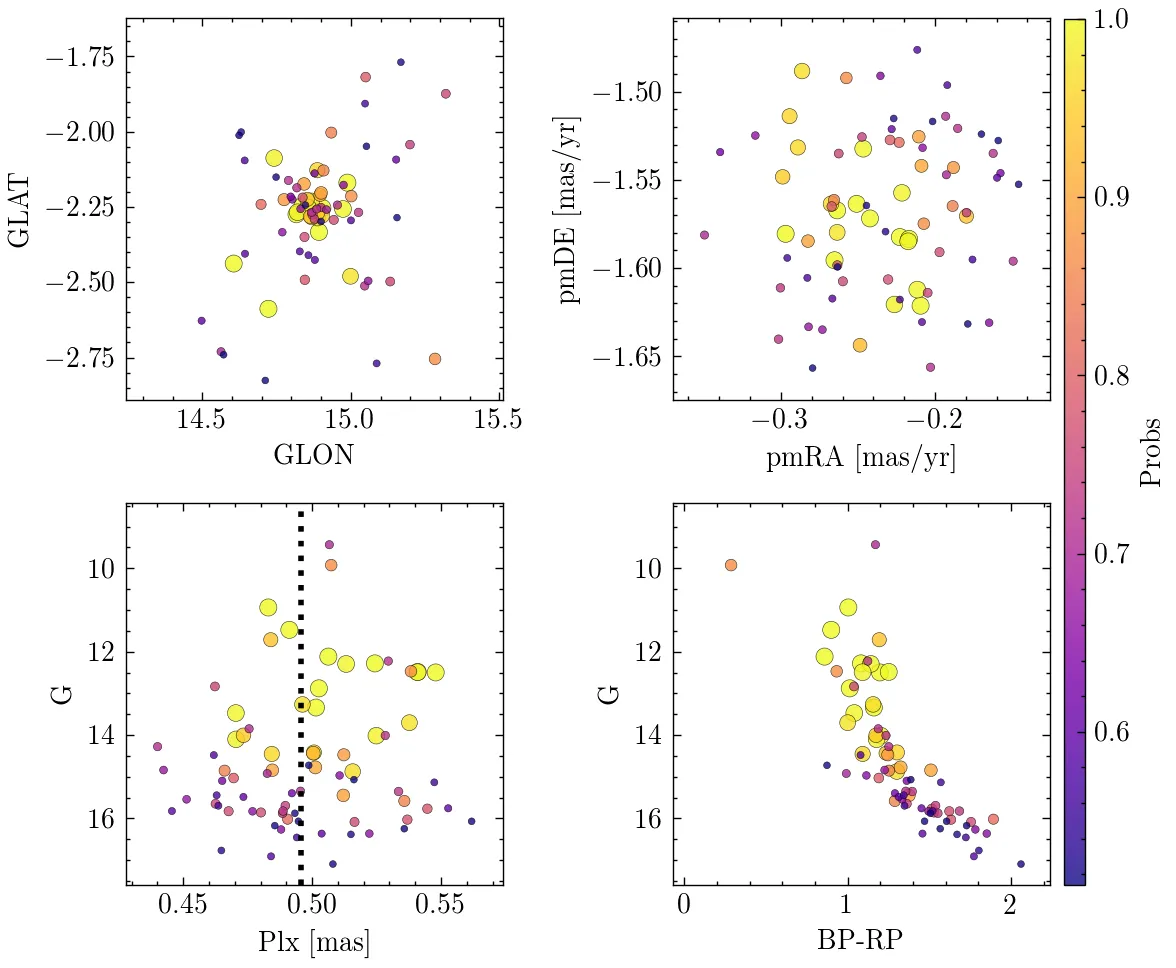 −1.75
−2.00
−2.25
−2.50
−2.75
GLAT
14.5 15.0 15.5
GLON
−1.50
−1.55
−1.60
−1.65
pmDE [mas/yr]
−0.3 −0.2
pmRA [mas/yr]
1.0
0.9
0.8
0.7
0.6
Probs
10
12
14
16
G
0.45 0.50 0.55
Plx [mas]
10
12
14
16
G
0 1 2
BP-RP